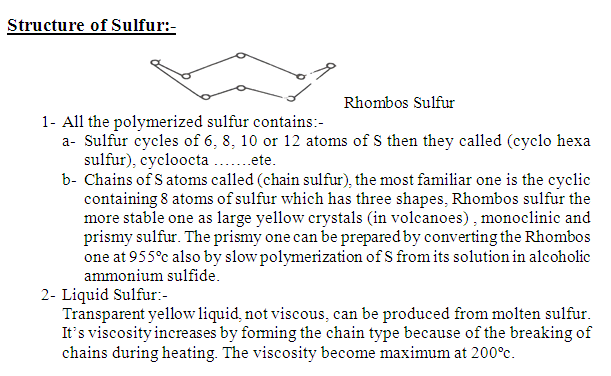 Structure of Sulfur:-
Rhombos Sulfur
1- All the polymerized sulfur contains:-
a- Sulfur cycles of 6, 8, 10 or 12 atoms of S then they called (cyclo hexa
sulfur), cycloocta …….ete.
b- Chains of S atoms called (chain sulfur), the most familiar one is the cyclic
containing 8 atoms of sulfur which has three shapes, Rhombos sulfur the
more stable one as large yellow crystals (in volcanoes) , monoclinic and
prismy sulfur. The prismy one can be prepared by converting the Rhombos
one at 955°c also by slow polymerization of S from its solution in alcoholic
ammonium sulfide.
2- Liquid Sulfur:-
Transparent yellow liquid, not viscous, can be produced from molten sulfur.
It's viscosity increases by forming the chain type because of the breaking of
chains during heating. The viscosity become maximum at 200°c.